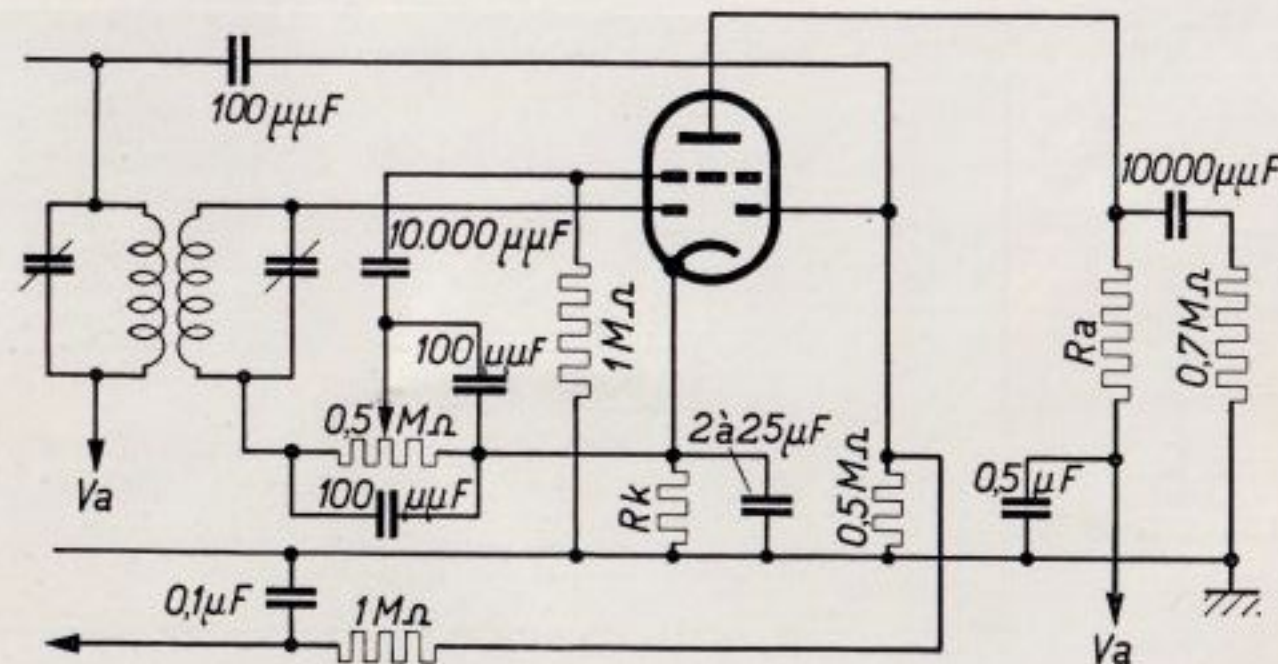 100µµF
10000µµF
10.000µµF
1MΩ
Ra
0,7MΩ
100µµF
0,5MΩ
2à25µF
Va
100µµF
Rk
0,5MΩ
0,5µF
0,1µF
1MΩ
Va